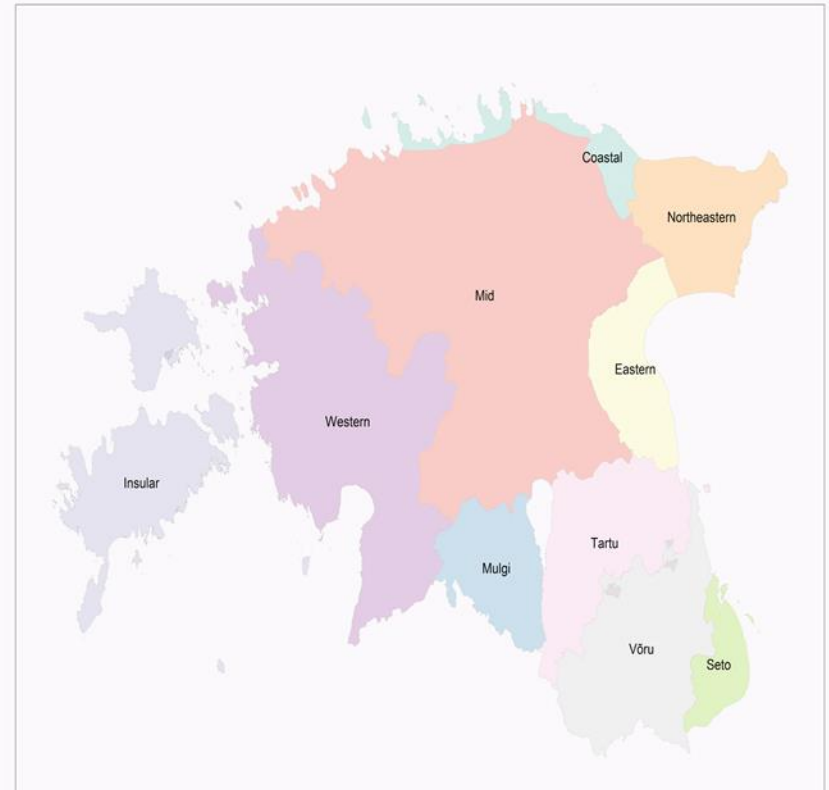 Coastal
Northeastern
Mid
Eastern
Western
Insular
Tartu
Mulgi
Võru
Seto